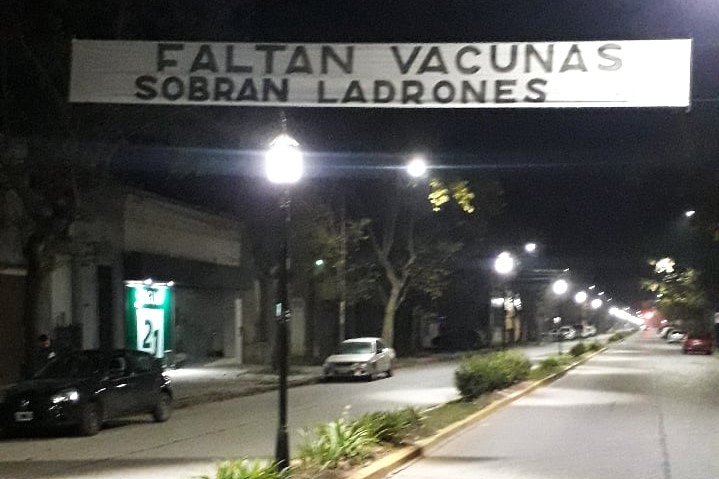 FALTAN VACUNAS
SOBRAN LADRONES
21